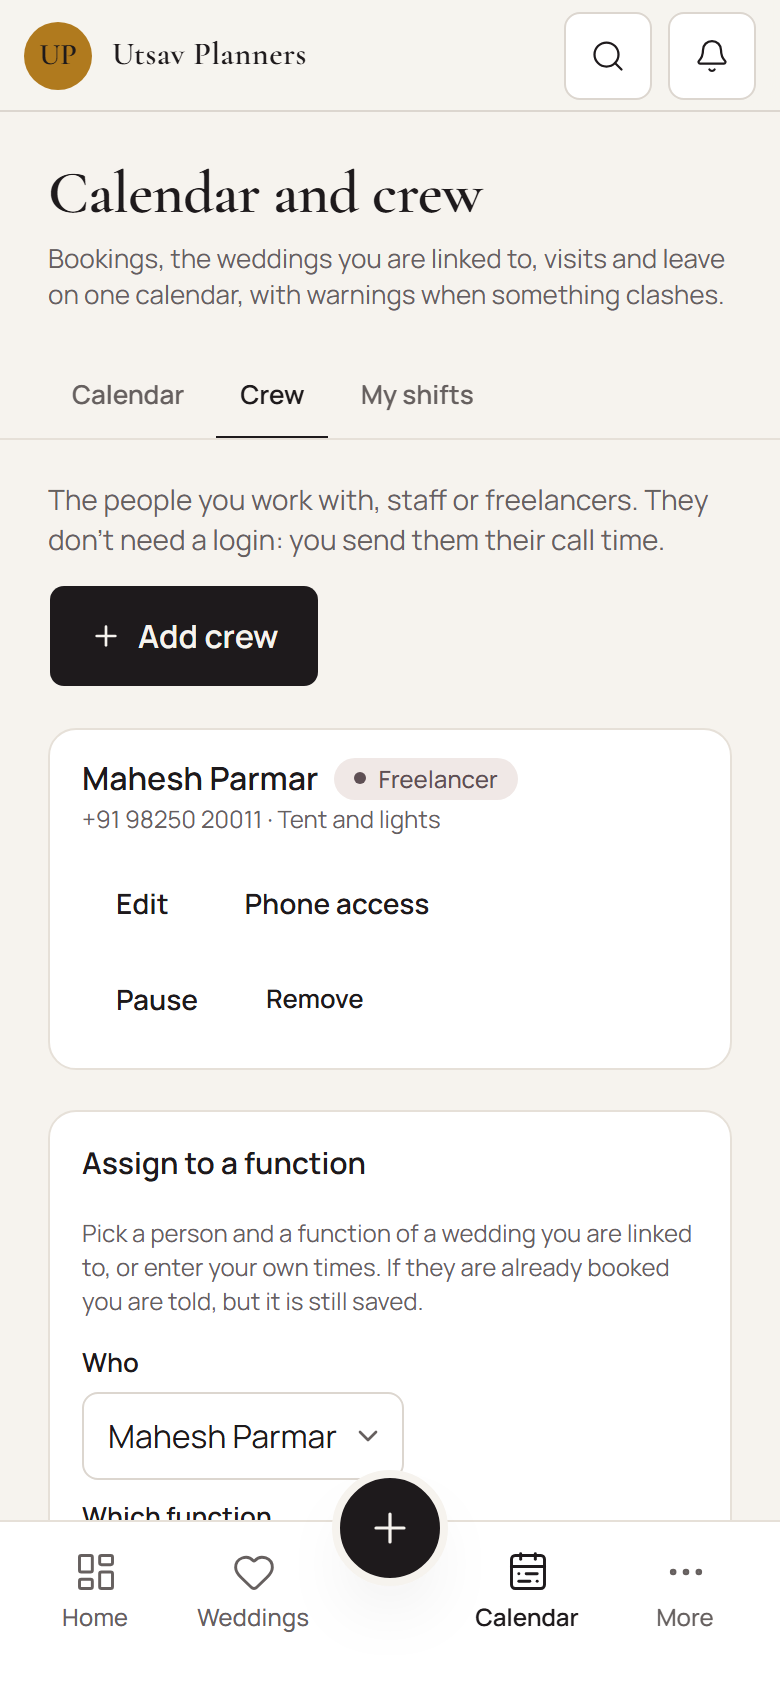 UP Utsav Planners
Calendar and crew
Bookings, the weddings you are linked to, visits and leave
on one calendar, with warnings when something clashes.
Calendar Crew My shifts
The people you work with, staff or freelancers. They
don’t need a login: you send them their call time.
+ Add crew
Mahesh Parmar Freelancer
+91 98250 20011 · Tent and lights
Edit Phone access
Pause Remove
Assign to a function
Pick a person and a function of a wedding you are linked
to, or enter your own times. If they are already booked
you are told, but it is still saved.
Who
Mahesh Parmar
Which function
Home Weddings Calendar More